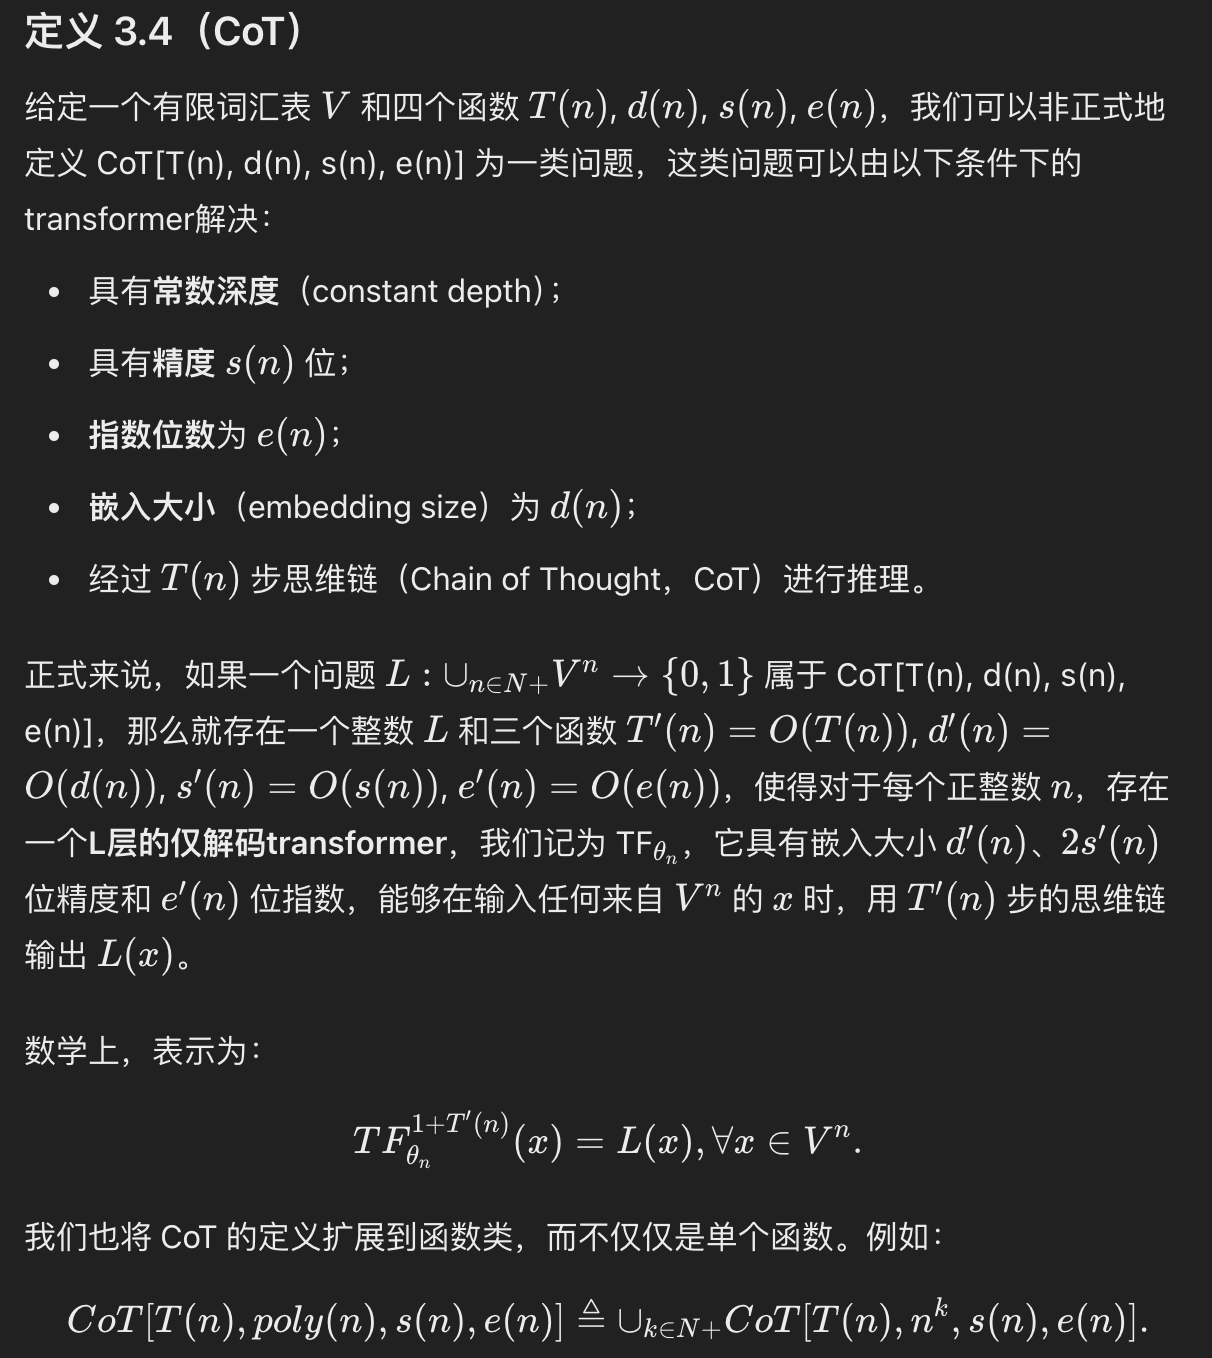 定义 3.4（CoT）
给定一个有限词汇表 V 和四个函数 T(n), d(n), s(n), e(n)，我们可以非正式地
定义 CoT[T(n), d(n), s(n), e(n)] 为一类问题，这类问题可以由以下条件下的
transformer解决：
• 具有常数深度（constant depth）；
• 具有精度 s(n) 位；
• 指数位数为 e(n)；
• 嵌入大小（embedding size）为 d(n)；
• 经过 T(n) 步思维链（Chain of Thought，CoT）进行推理。
正式来说，如果一个问题 L : ∪_{n∈N+} V^n → {0, 1} 属于 CoT[T(n), d(n), s(n),
e(n)]，那么就存在一个整数 L 和三个函数 T′(n) = O(T(n)), d′(n) =
O(d(n)), s′(n) = O(s(n)), e′(n) = O(e(n))，使得对于每个正整数 n，存在
一个L层的仅解码transformer，我们记为 TF_{θ_n}，它具有嵌入大小 d′(n)、2s′(n)
位精度和 e′(n) 位指数，能够在输入任何来自 V^n 的 x 时，用 T′(n) 步的思维链
输出 L(x)。
数学上，表示为：
TF_{θ_n}^{1+T′(n)}(x) = L(x), ∀x ∈ V^n.
我们也将 CoT 的定义扩展到函数类，而不仅仅是单个函数。例如：
CoT[T(n), poly(n), s(n), e(n)] ≜ ∪_{k∈N+} CoT[T(n), n^k, s(n), e(n)].